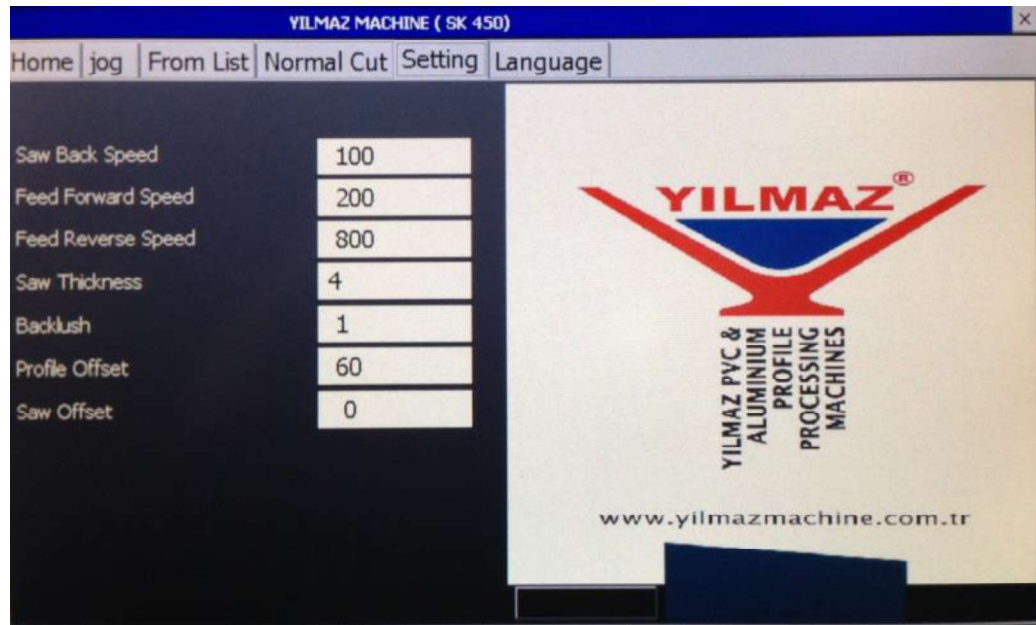 YILMAZ MACHINE ( SK 450)
Home jog From List Normal Cut Setting Language
Saw Back Speed 100
Feed Forward Speed 200
Feed Reverse Speed 800
Saw Thickness 4
Backlush 1
Profile Offset 60
Saw Offset 0
YILMAZ®
YILMAZ PVC &
ALUMINIUM
PROFILE
PROCESSING
MACHINES
www.yilmazmachine.com.tr